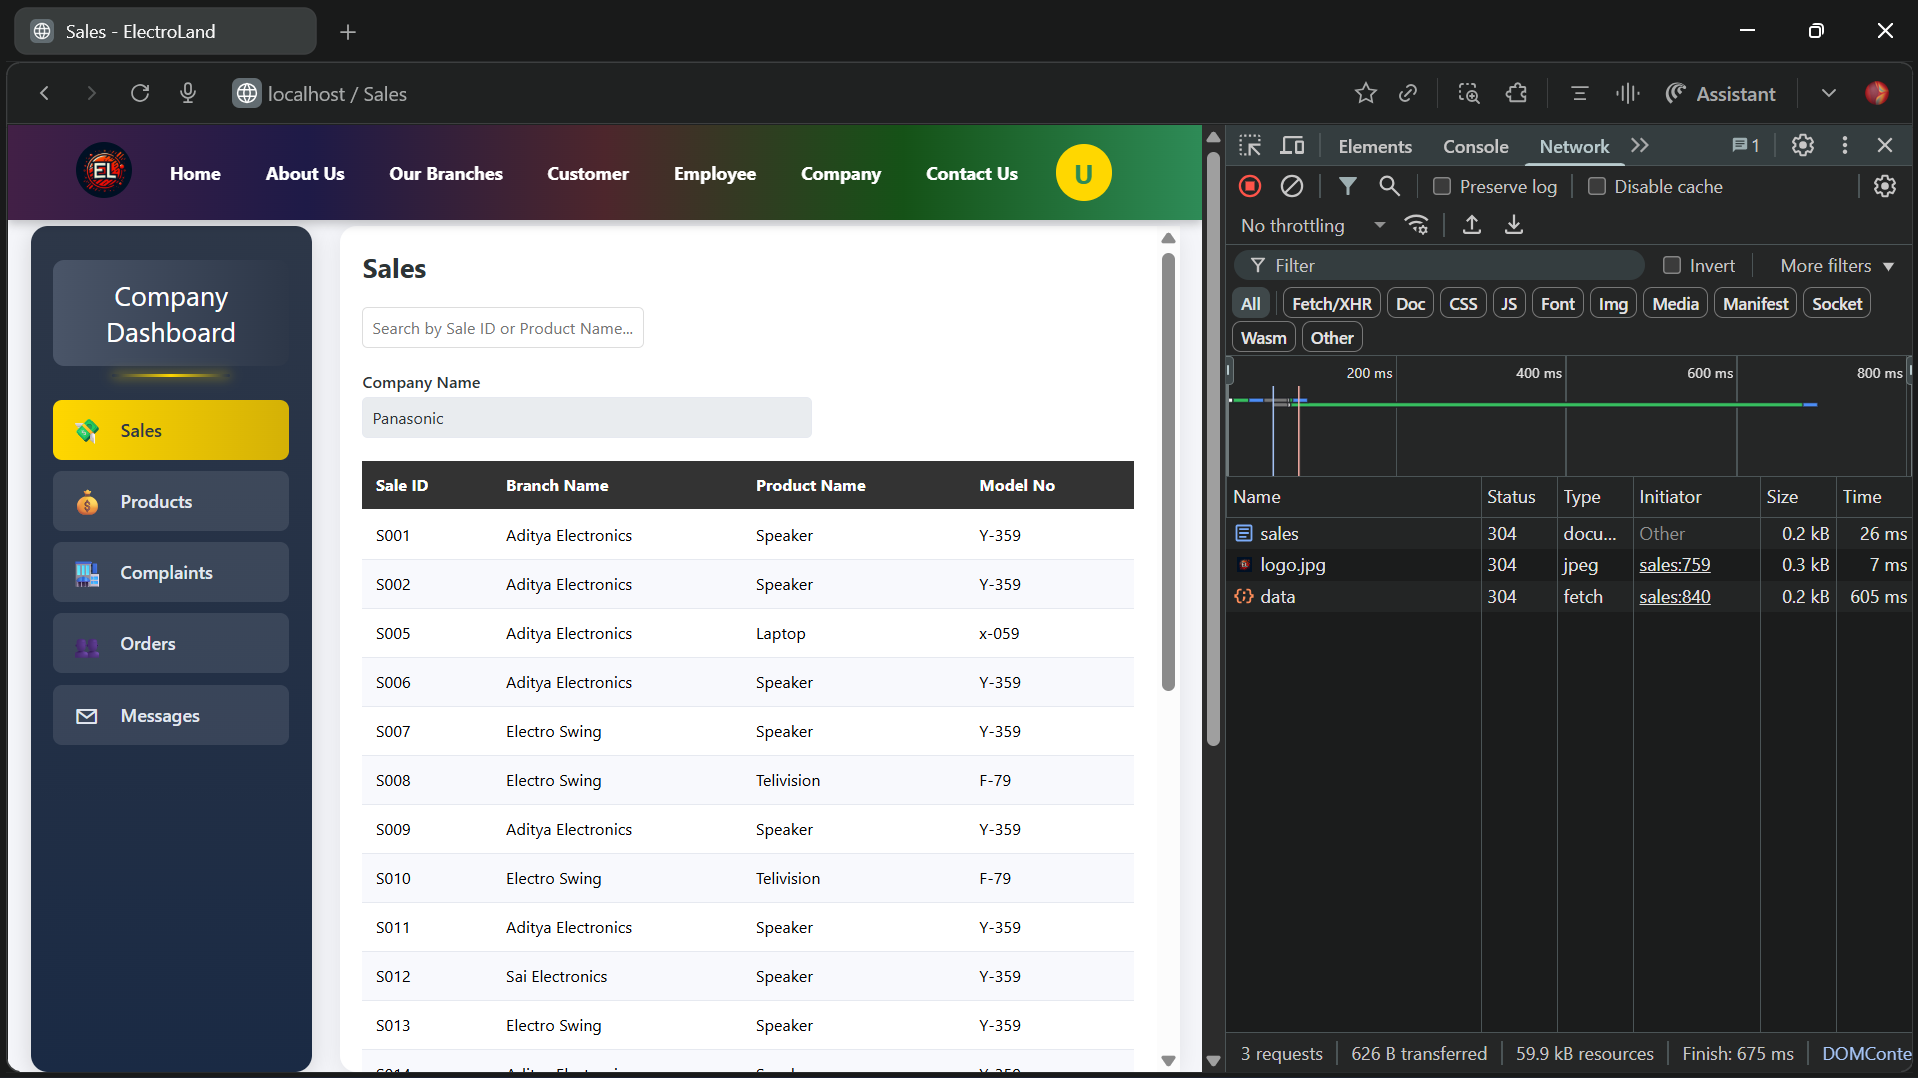 Sales - ElectroLand
localhost / Sales
Assistant
EL
Home About Us Our Branches Customer Employee Company Contact Us U
Company
Dashboard
Sales
Products
Complaints
Orders
Messages
Sales
Search by Sale ID or Product Name...
Company Name
Panasonic
Sale ID Branch Name Product Name Model No
S001 Aditya Electronics Speaker Y-359
S002 Aditya Electronics Speaker Y-359
S005 Aditya Electronics Laptop x-059
S006 Aditya Electronics Speaker Y-359
S007 Electro Swing Speaker Y-359
S008 Electro Swing Telivision F-79
S009 Aditya Electronics Speaker Y-359
S010 Electro Swing Telivision F-79
S011 Aditya Electronics Speaker Y-359
S012 Sai Electronics Speaker Y-359
S013 Electro Swing Speaker Y-359
Elements Console Network 1
Preserve log Disable cache
No throttling
Filter Invert More filters
All Fetch/XHR Doc CSS JS Font Img Media Manifest Socket
Wasm Other
200 ms 400 ms 600 ms 800 ms
Name Status Type Initiator Size Time
sales 304 docu... Other 0.2 kB 26 ms
logo.jpg 304 jpeg sales:759 0.3 kB 7 ms
data 304 fetch sales:840 0.2 kB 605 ms
3 requests 626 B transferred 59.9 kB resources Finish: 675 ms DOMConte